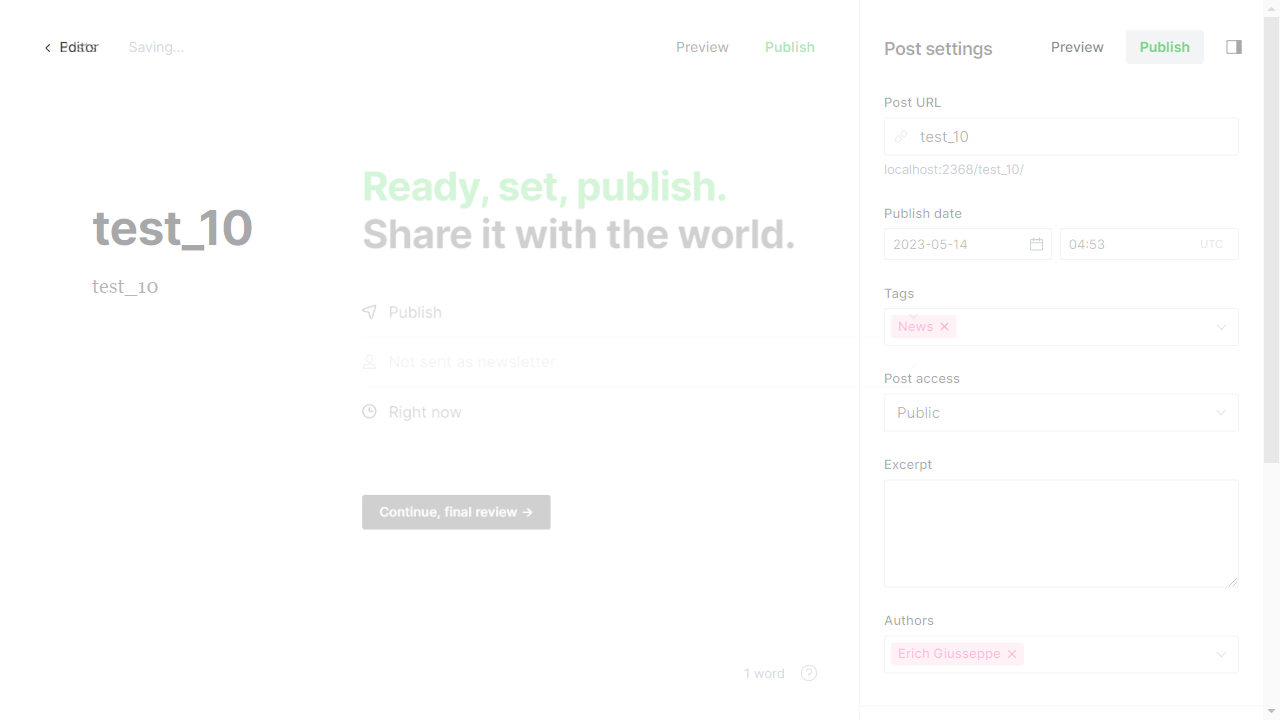 Editor
Saving...
Preview
Publish
test_10
test_10
Ready, set, publish.
Share it with the world.
Publish
Not sent as newsletter
Right now
Continue, final review →
1 word
Post settings
Preview
Publish
Post URL
test_10
localhost:2368/test_10/
Publish date
2023-05-14
04:53
UTC
Tags
News ×
Post access
Public
Excerpt
Authors
Erich Giusseppe ×